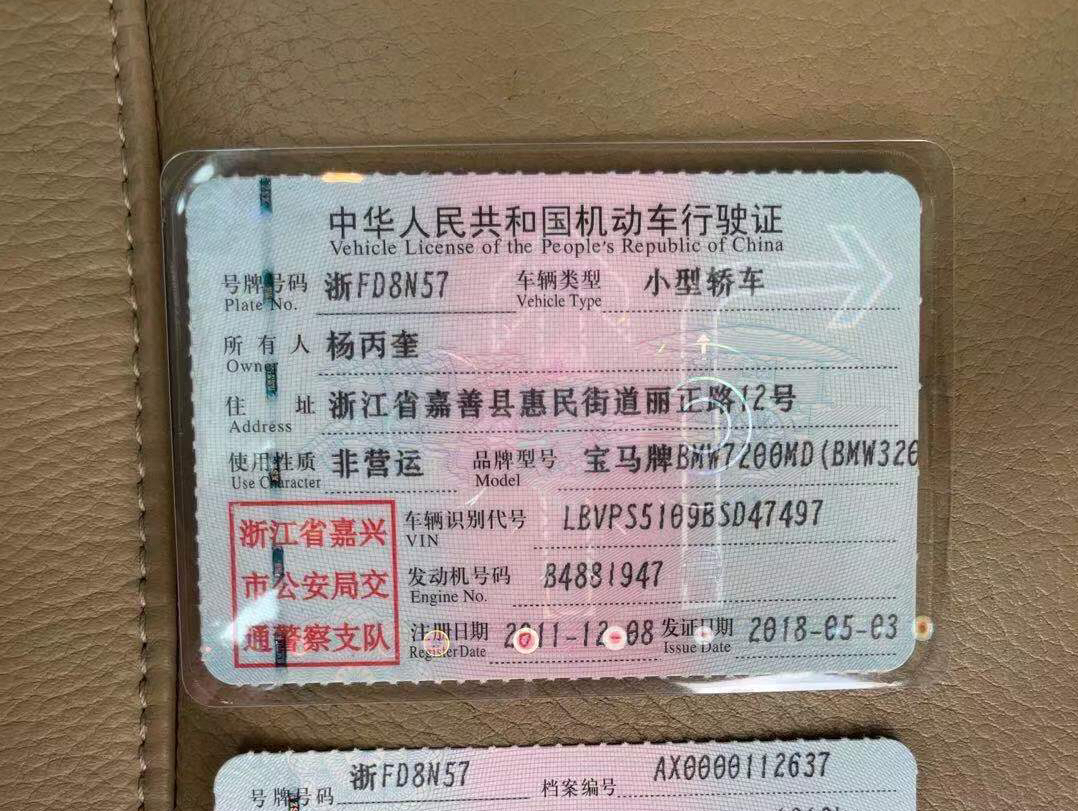 中华人民共和国机动车行驶证
Vehicle License of the People's Republic of China
号牌号码 浙FD8N57 车辆类型 小型轿车
Plate No. Vehicle Type
所有人 杨丙奎
Owner
住址 浙江省嘉善县惠民街道丽正路12号
Address
使用性质 非营运 品牌型号 宝马牌BMW7200MD(BMW320
Use Character Model
浙江省嘉兴
市公安局交
通警察支队
车辆识别代号 LBVPS5109BSD47497
VIN
发动机号码 B4881947
Engine No.
注册日期 2011-12-08 发证日期 2018-05-03
Register Date Issue Date
号牌号码 浙FD8N57 档案编号 AX0000112637